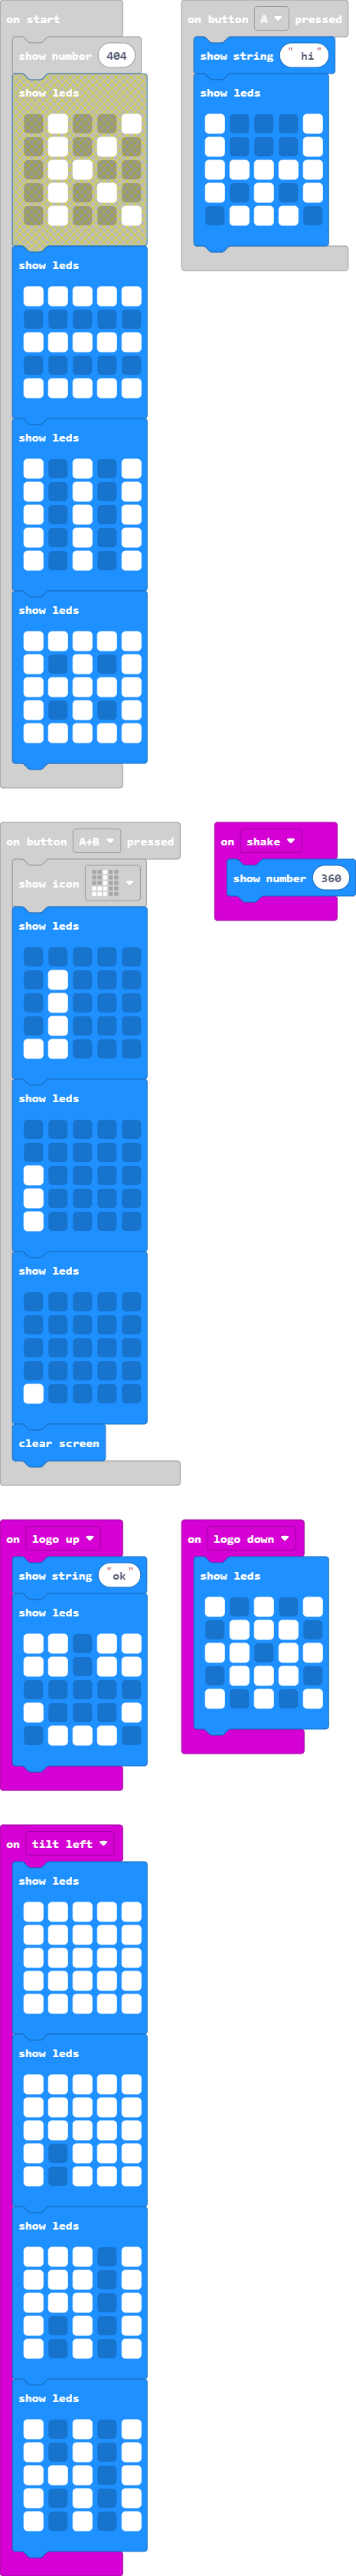 on start
show number 404
show leds
show leds
show leds
show leds
on button A pressed
show string " hi"
show leds
on button A+B pressed
show icon
show leds
show leds
show leds
clear screen
on shake
show number 360
on logo up
show string "ok"
show leds
on logo down
show leds
on tilt left
show leds
show leds
show leds
show leds